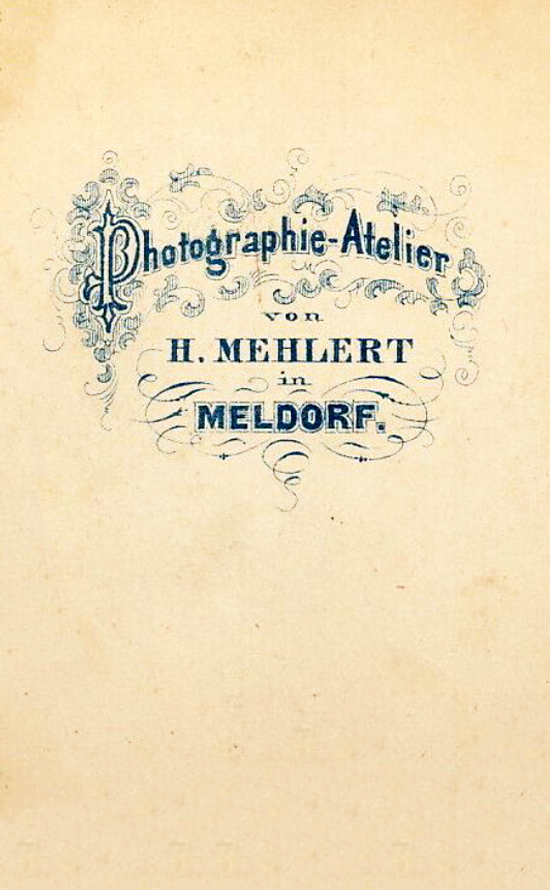 Photographie-Atelier
von
H. MEHLERT
in
MELDORF.